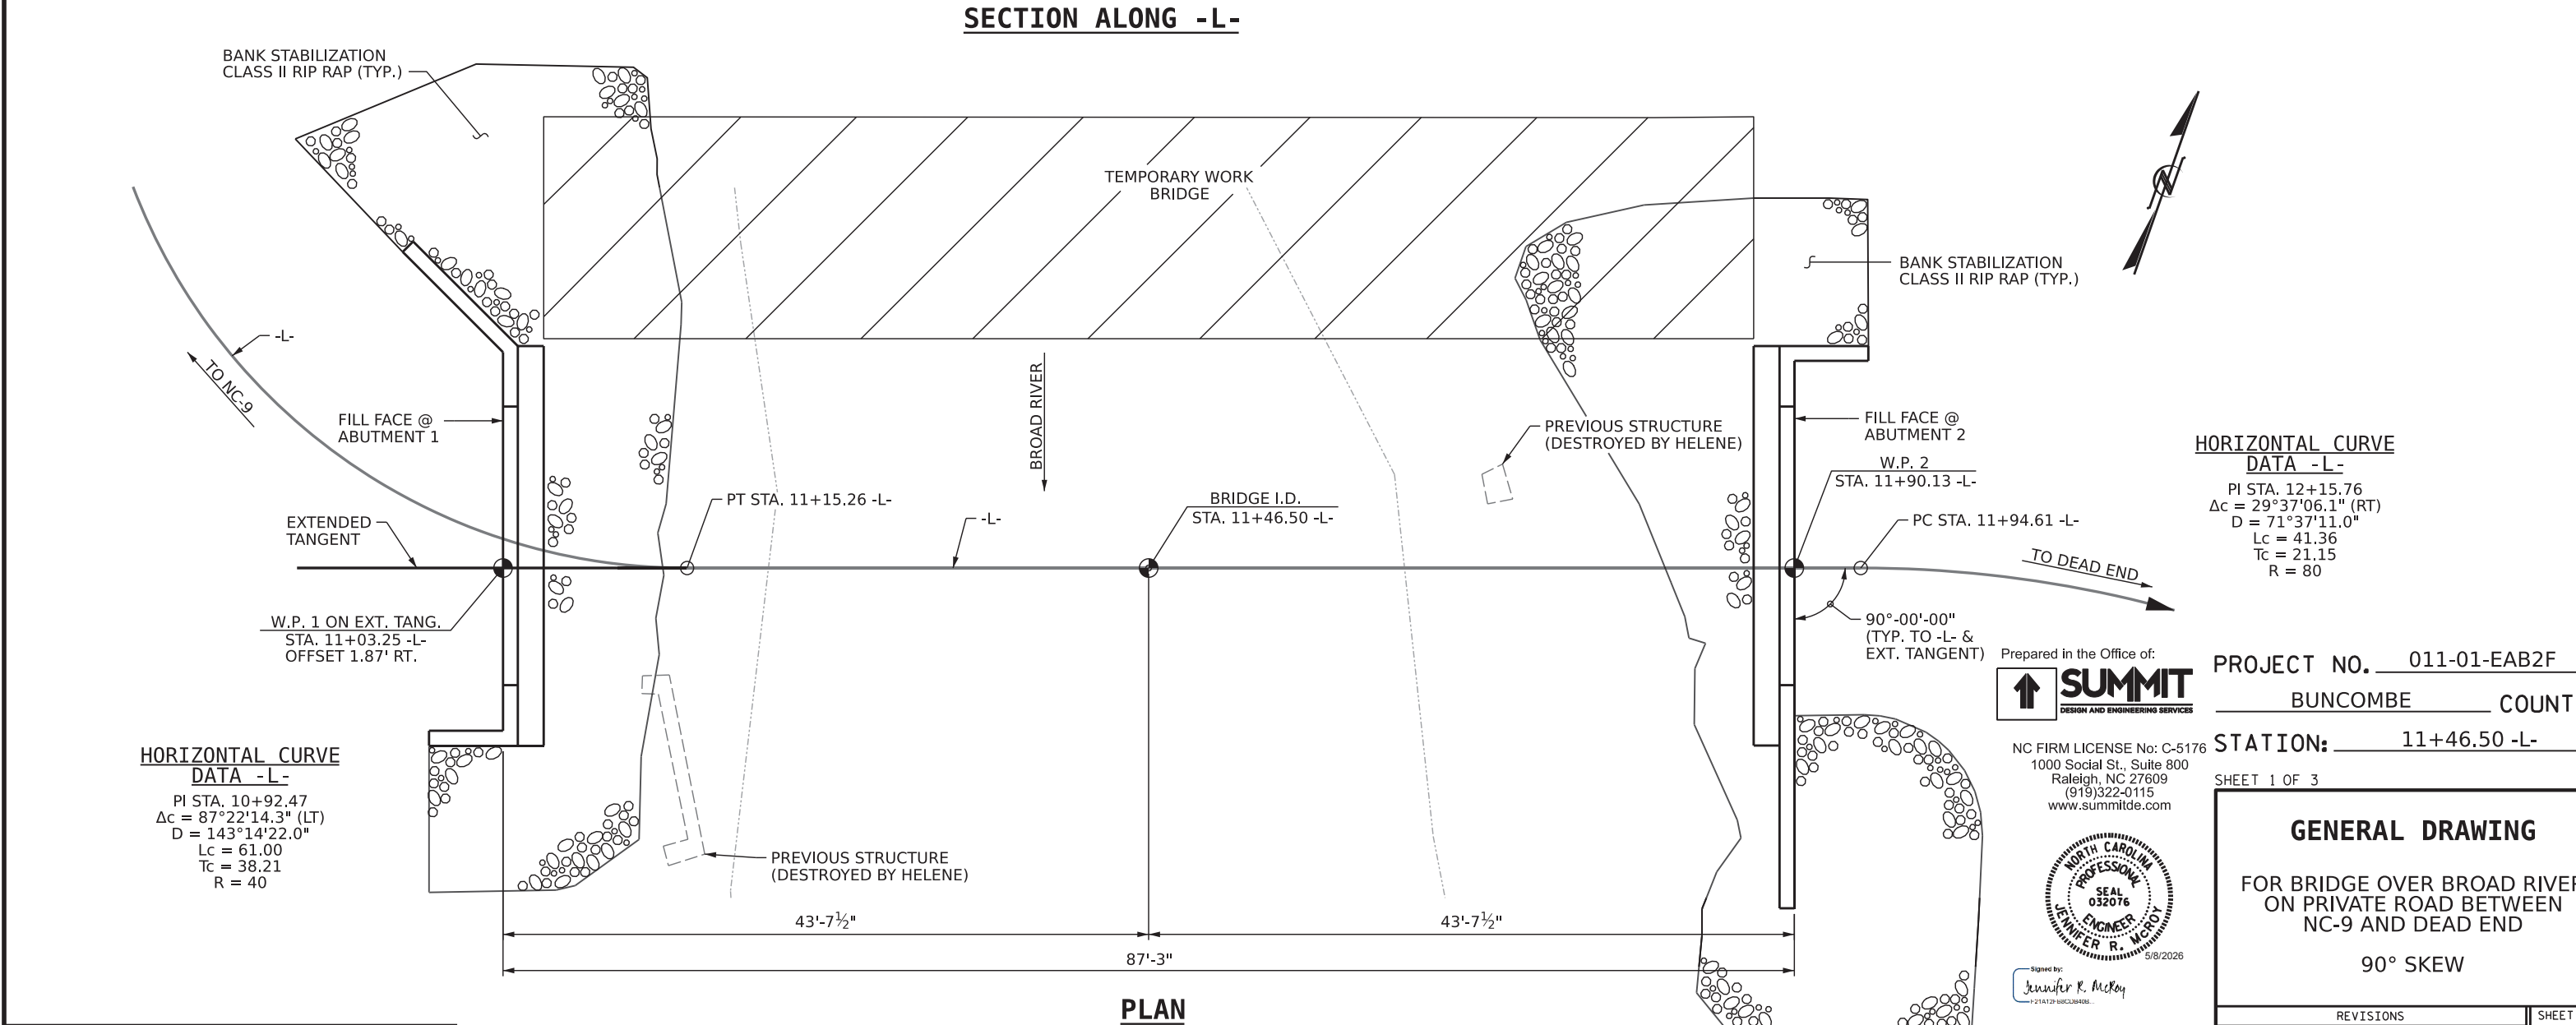 SECTION ALONG -L-
BANK STABILIZATION
CLASS II RIP RAP (TYP.)
TEMPORARY WORK
BRIDGE
N
BANK STABILIZATION
CLASS II RIP RAP (TYP.)
-L-
TO NC-9
FILL FACE @
ABUTMENT 1
BROAD RIVER
PREVIOUS STRUCTURE
(DESTROYED BY HELENE)
FILL FACE @
ABUTMENT 2
W.P. 2
STA. 11+90.13 -L-
HORIZONTAL CURVE
DATA -L-
PI STA. 12+15.76
Δc = 29°37'06.1" (RT)
D = 71°37'11.0"
Lc = 41.36
Tc = 21.15
R = 80
EXTENDED
TANGENT
PT STA. 11+15.26 -L-
-L-
BRIDGE I.D.
STA. 11+46.50 -L-
PC STA. 11+94.61 -L-
TO DEAD END
W.P. 1 ON EXT. TANG.
STA. 11+03.25 -L-
OFFSET 1.87' RT.
90°-00'-00"
(TYP. TO -L- &
EXT. TANGENT)
HORIZONTAL CURVE
DATA -L-
PI STA. 10+92.47
Δc = 87°22'14.3" (LT)
D = 143°14'22.0"
Lc = 61.00
Tc = 38.21
R = 40
PREVIOUS STRUCTURE
(DESTROYED BY HELENE)
43'-7½"
43'-7½"
87'-3"
PLAN
Prepared in the Office of:
SUMMIT
DESIGN AND ENGINEERING SERVICES
NC FIRM LICENSE No: C-5176
1000 Social St., Suite 800
Raleigh, NC 27609
(919)322-0115
www.summitde.com
NORTH CAROLINA
PROFESSIONAL
SEAL
032076
ENGINEER
JENNIFER R. McROY
5/8/2026
Signed by:
Jennifer R. McRoy
PROJECT NO. 011-01-EAB2F
BUNCOMBE COUNT
STATION: 11+46.50 -L-
SHEET 1 OF 3
GENERAL DRAWING
FOR BRIDGE OVER BROAD RIVER
ON PRIVATE ROAD BETWEEN
NC-9 AND DEAD END
90° SKEW
REVISIONS
SHEET